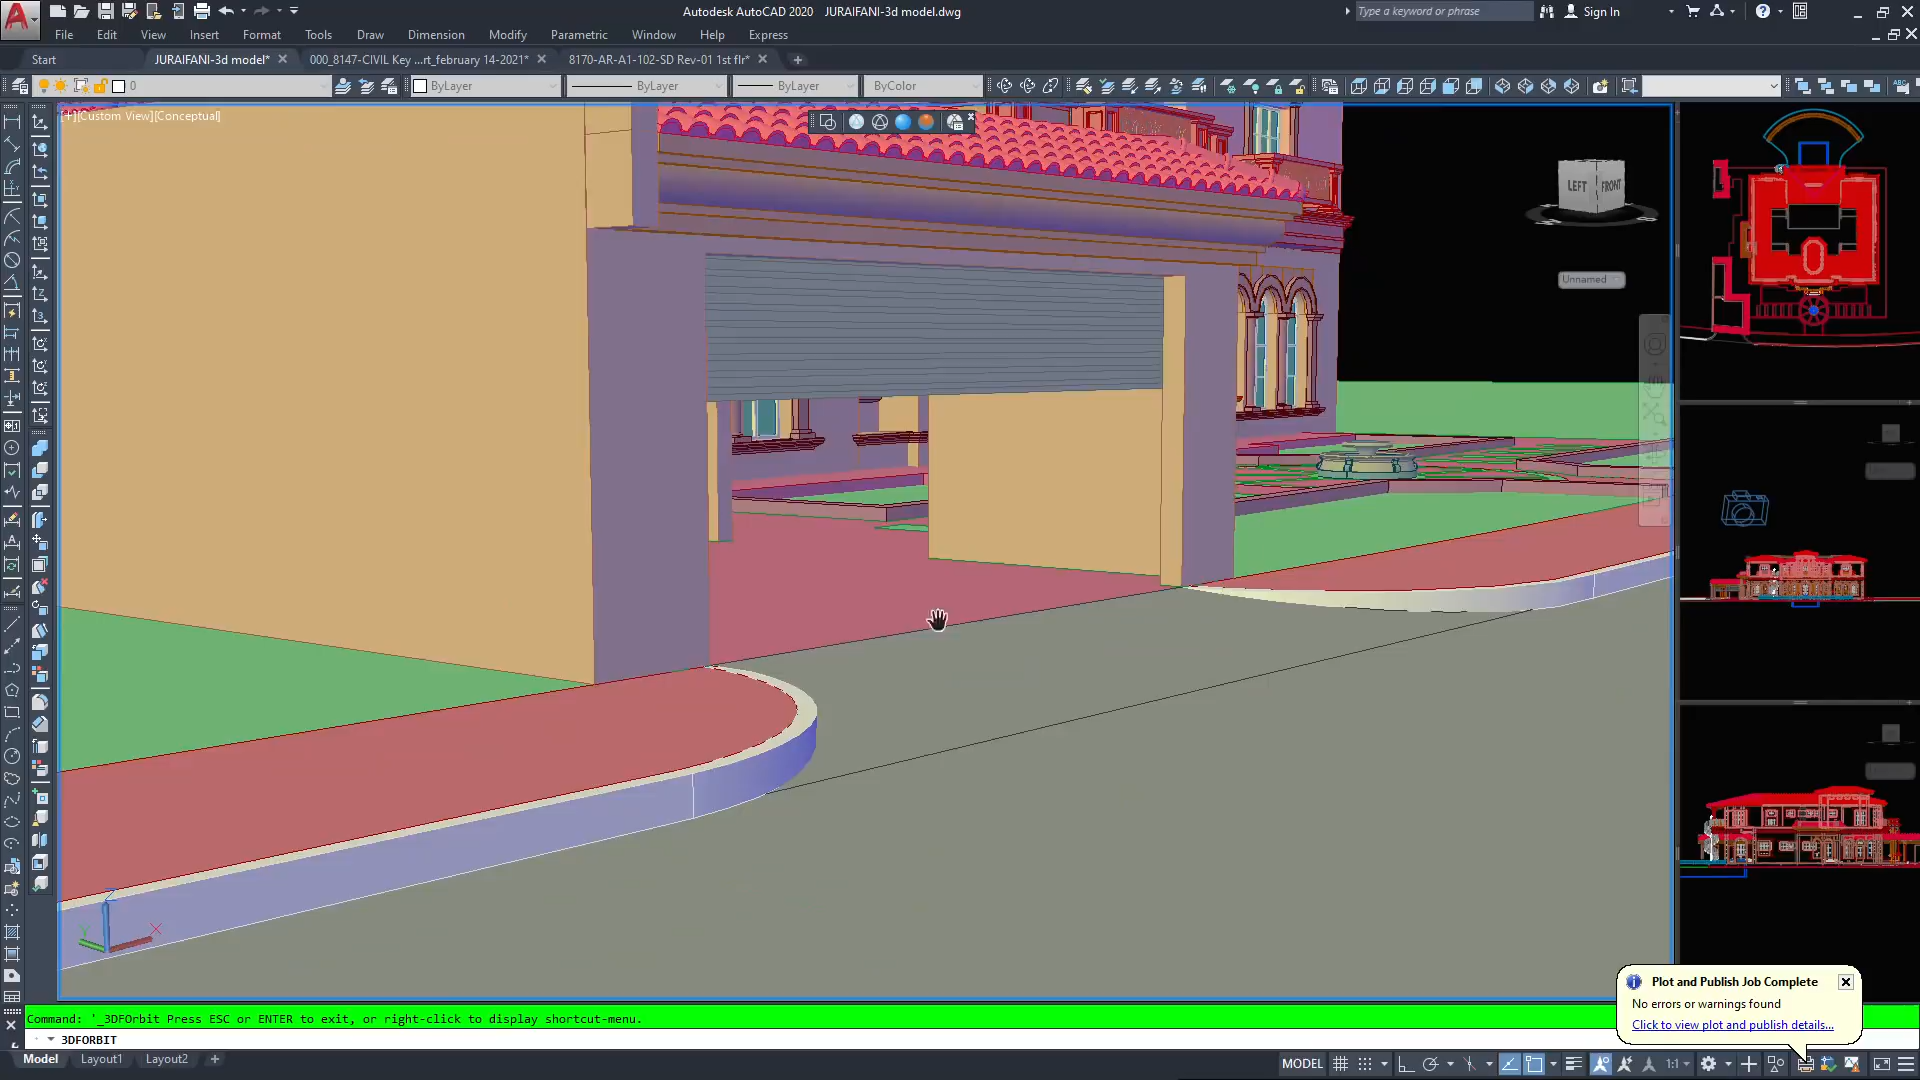 Autodesk AutoCAD 2020   JURAIFANI-3d model.dwg
Type a keyword or phrase
Sign In
File Edit View Insert Format Tools Draw Dimension Modify Parametric Window Help Express
Start
JURAIFANI-3d model*
000_8147-CIVIL Key ...rt_february 14-2021*
8170-AR-A1-102-SD Rev-01 1st flr*
0
ByLayer
ByLayer
ByLayer
ByColor
[+][Custom View][Conceptual]
LEFT
FRONT
Unnamed
Z
Y
X
Plot and Publish Job Complete
No errors or warnings found
Click to view plot and publish details...
Command: '_3DFOrbit Press ESC or ENTER to exit, or right-click to display shortcut-menu.
3DFORBIT
Model
Layout1
Layout2
MODEL
1:1